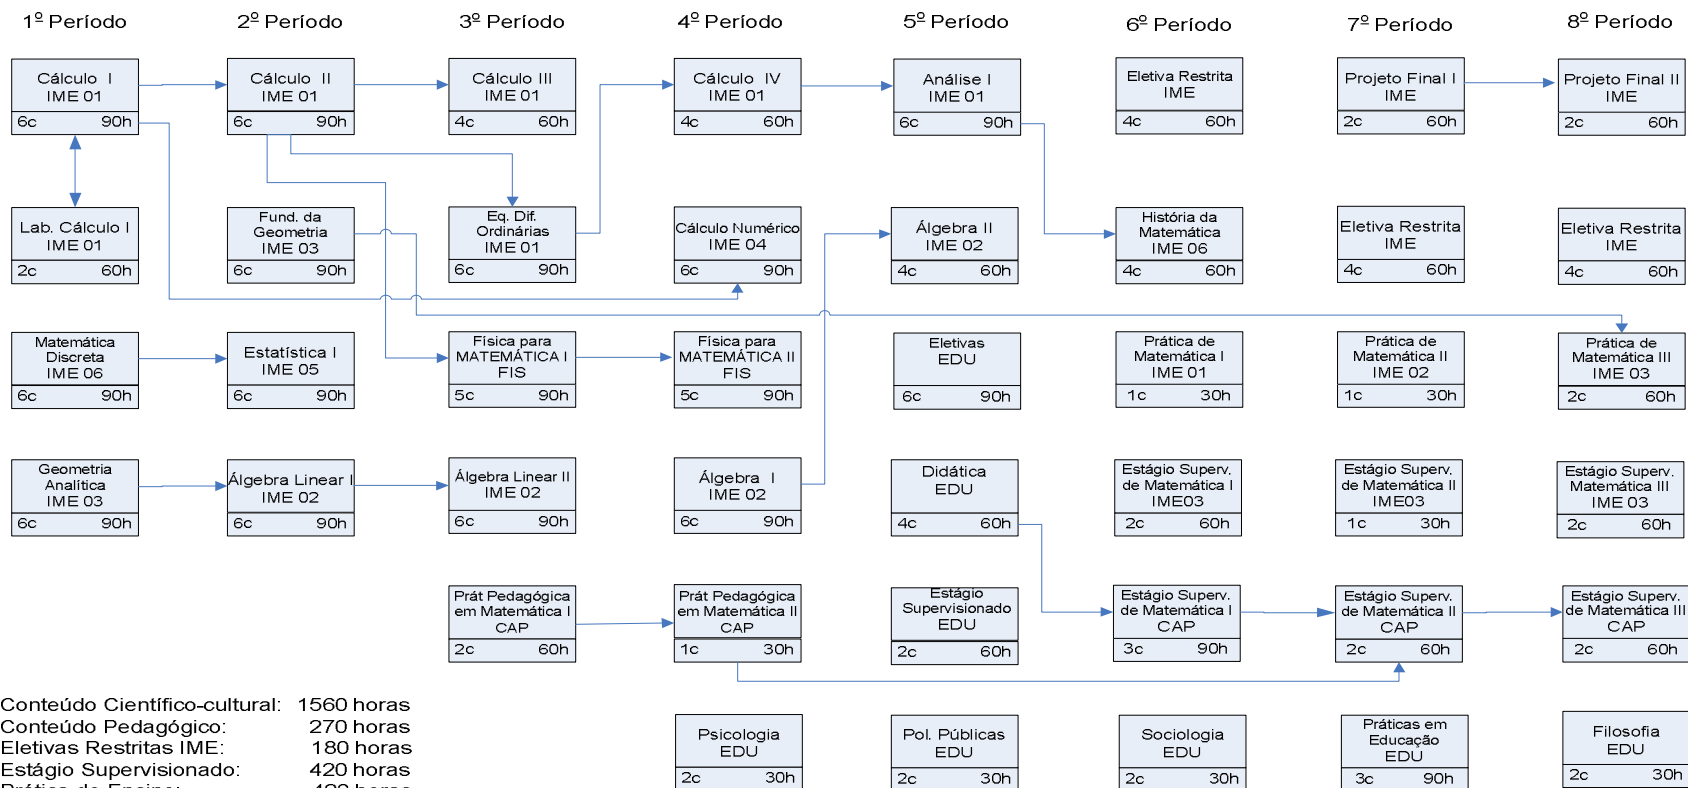 1º Período
2º Período
3º Período
4º Período
5º Período
6º Período
7º Período
8º Período
Cálculo I
IME 01
6c 90h
Cálculo II
IME 01
6c 90h
Cálculo III
IME 01
4c 60h
Cálculo IV
IME 01
4c 60h
Análise I
IME 01
6c 90h
Eletiva Restrita
IME
4c 60h
Projeto Final I
IME
2c 60h
Projeto Final II
IME
2c 60h
Lab. Cálculo I
IME 01
2c 60h
Fund. da
Geometria
IME 03
6c 90h
Eq. Dif.
Ordinárias
IME 01
6c 90h
Cálculo Numérico
IME 04
6c 90h
Álgebra II
IME 02
4c 60h
História da
Matemática
IME 06
4c 60h
Eletiva Restrita
IME
4c 60h
Eletiva Restrita
IME
4c 60h
Matemática
Discreta
IME 06
6c 90h
Estatística I
IME 05
6c 90h
Física para
MATEMÁTICA I
FIS
5c 90h
Física para
MATEMÁTICA II
FIS
5c 90h
Eletivas
EDU
6c 90h
Prática de
Matemática I
IME 01
1c 30h
Prática de
Matemática II
IME 02
1c 30h
Prática de
Matemática III
IME 03
2c 60h
Geometria
Analítica
IME 03
6c 90h
Álgebra Linear I
IME 02
6c 90h
Álgebra Linear II
IME 02
6c 90h
Álgebra I
IME 02
6c 90h
Didática
EDU
4c 60h
Estágio Superv.
de Matemática I
IME03
2c 60h
Estágio Superv.
de Matemática II
IME03
1c 30h
Estágio Superv.
Matemática III
IME 03
2c 60h
Prát Pedagógica
em Matemática I
CAP
2c 60h
Prát Pedagógica
em Matemática II
CAP
1c 30h
Estágio
Supervisionado
EDU
2c 60h
Estágio Superv.
de Matemática I
CAP
3c 90h
Estágio Superv.
de Matemática II
CAP
2c 60h
Estágio Superv.
de Matemática III
CAP
2c 60h
Psicologia
EDU
2c 30h
Pol. Públicas
EDU
2c 30h
Sociologia
EDU
2c 30h
Práticas em
Educação
EDU
3c 90h
Filosofia
EDU
2c 30h
Conteúdo Científico-cultural: 1560 horas
Conteúdo Pedagógico: 270 horas
Eletivas Restritas IME: 180 horas
Estágio Supervisionado: 420 horas